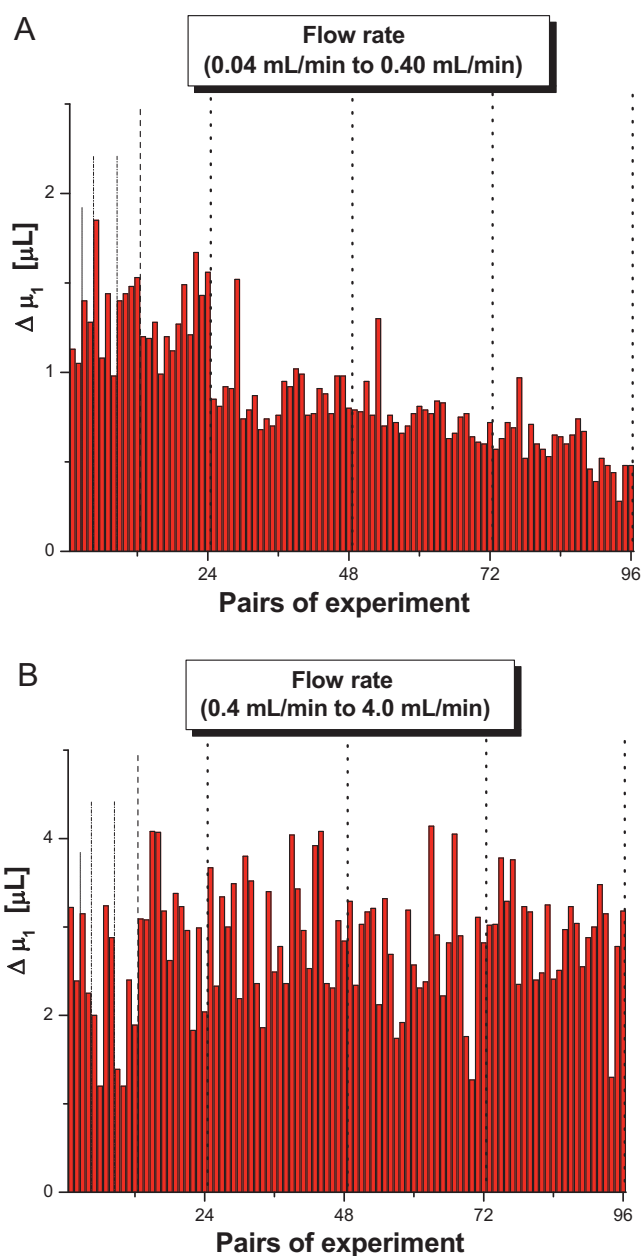 A
Flow rate
(0.04 mL/min to 0.40 mL/min)
2
1
0
Δ μ₁ [μL]
24 48 72 96
Pairs of experiment
B
Flow rate
(0.4 mL/min to 4.0 mL/min)
4
2
0
Δ μ₁ [μL]
24 48 72 96
Pairs of experiment